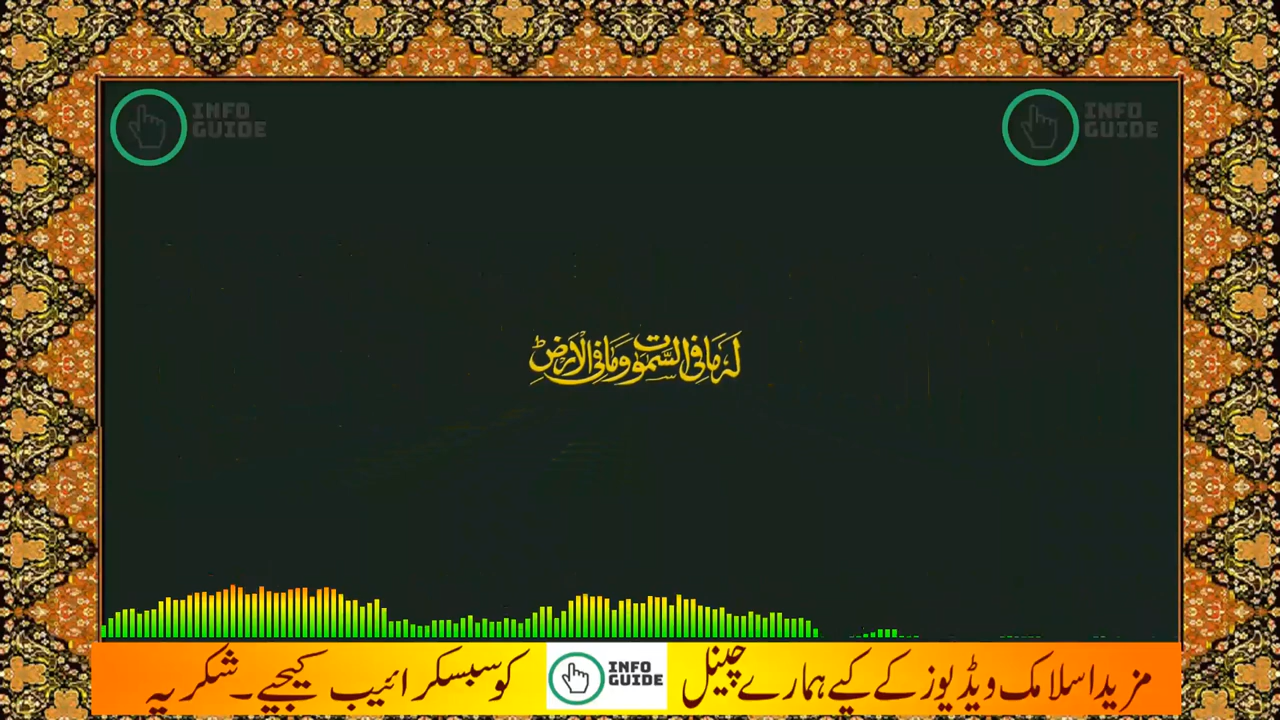 INFO
GUIDE
INFO
GUIDE
لَهٗ مَا فِی السَّمٰوٰتِ وَمَا فِی الْاَرْضِؕ
مزید اسلامک ویڈیوز کے لیے ہمارے چینل INFO GUIDE کو سبسکرائیب کیجیے۔ شکریہ